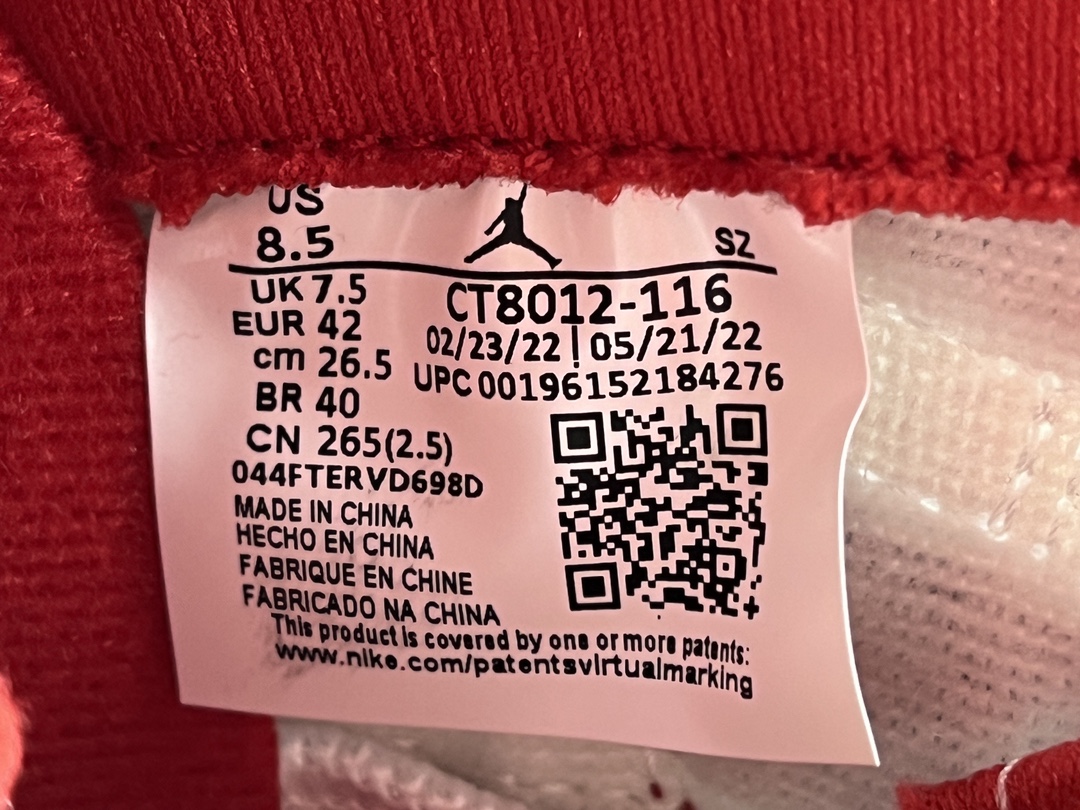 US
8.5
SZ
UK 7.5
EUR 42
cm 26.5
BR 40
CN 265(2.5)
CT8012-116
02/23/22 | 05/21/22
UPC 00196152184276
044FTERVD698D
MADE IN CHINA
HECHO EN CHINA
FABRIQUE EN CHINE
FABRICADO NA CHINA
This product is covered by one or more patents:
www.nike.com/patentsvirtualmarking